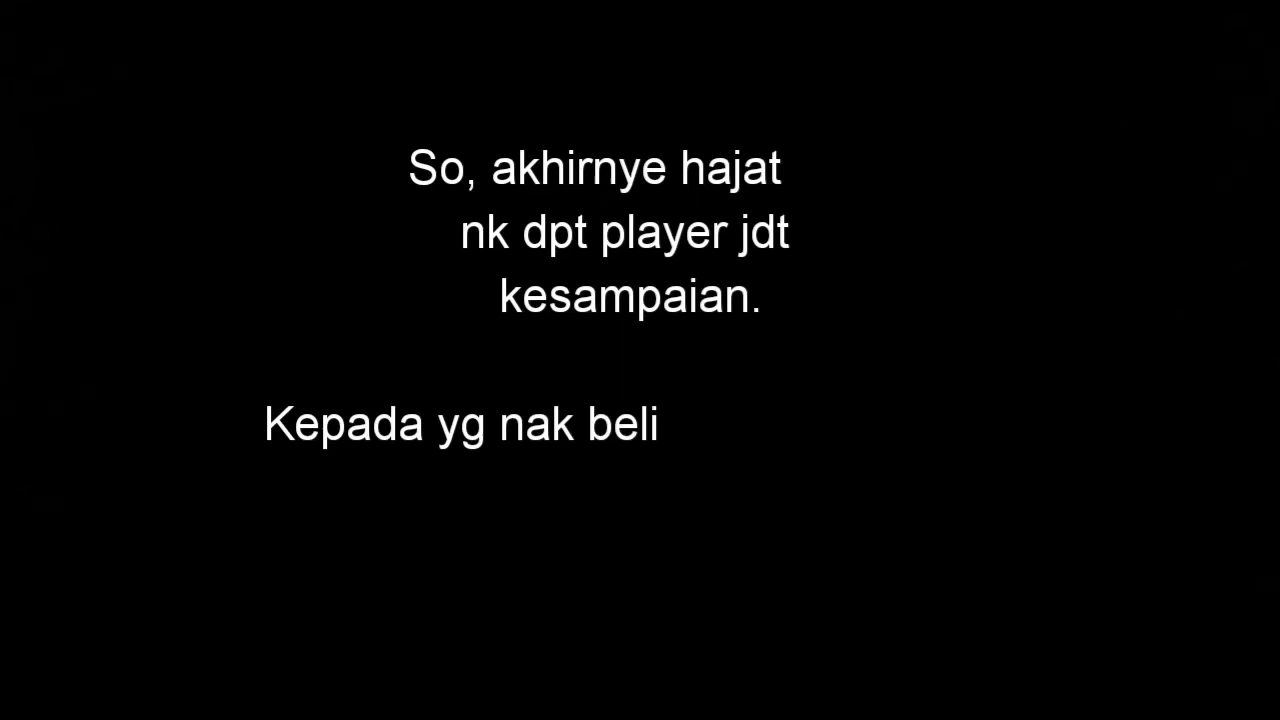 So, akhirnye hajat
nk dpt player jdt
kesampaian.
Kepada yg nak beli